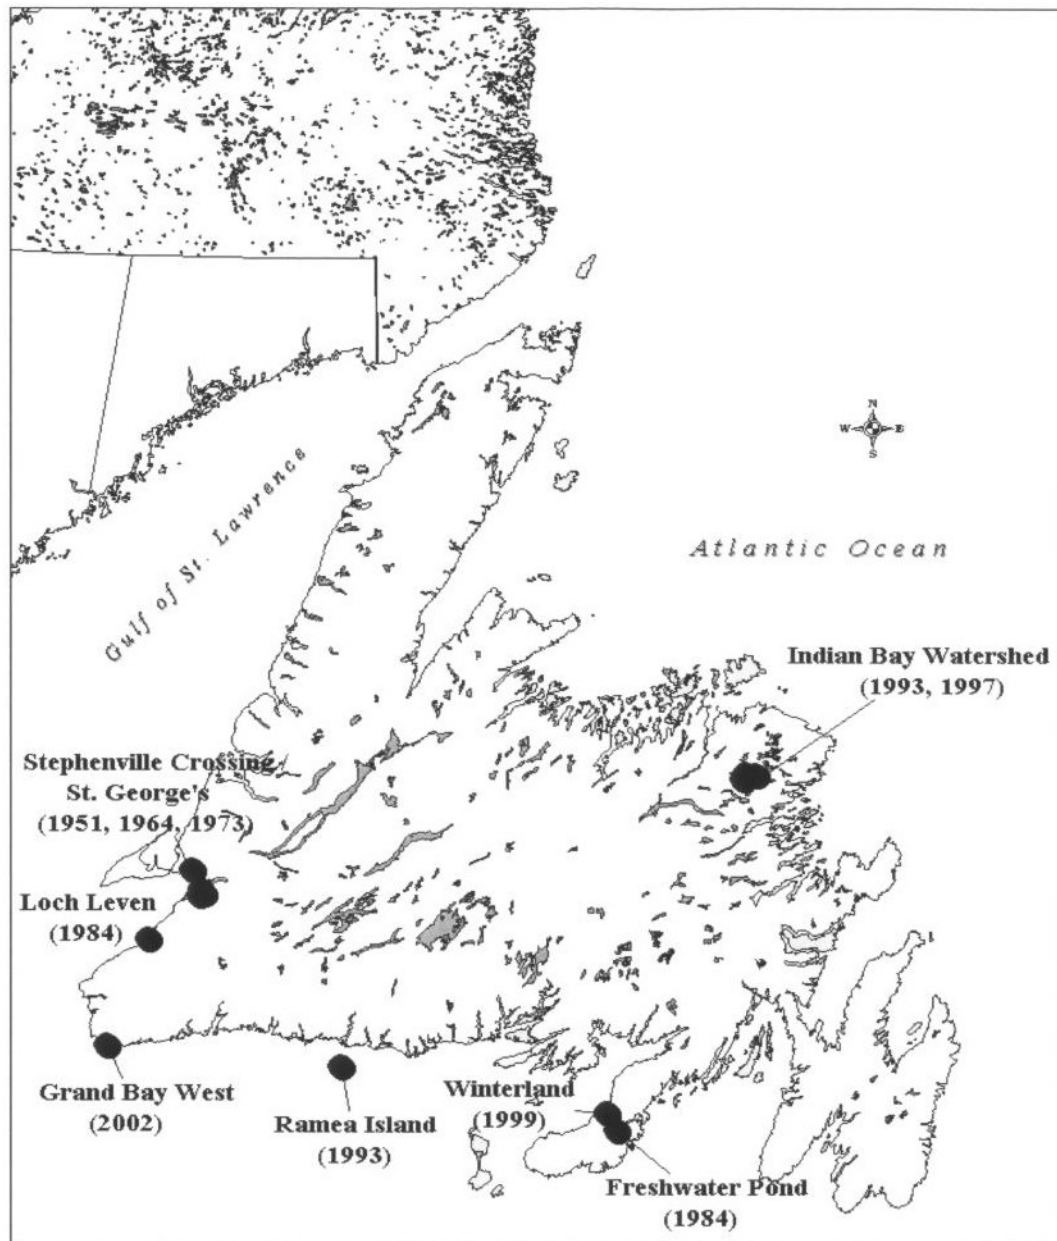 N
W E
S
Gulf of St. Lawrence
Atlantic Ocean
Indian Bay Watershed
(1993, 1997)
Stephenville Crossing,
St. George's
(1951, 1964, 1973)
Loch Leven
(1984)
Grand Bay West
(2002)
Ramea Island
(1993)
Winterland
(1999)
Freshwater Pond
(1984)